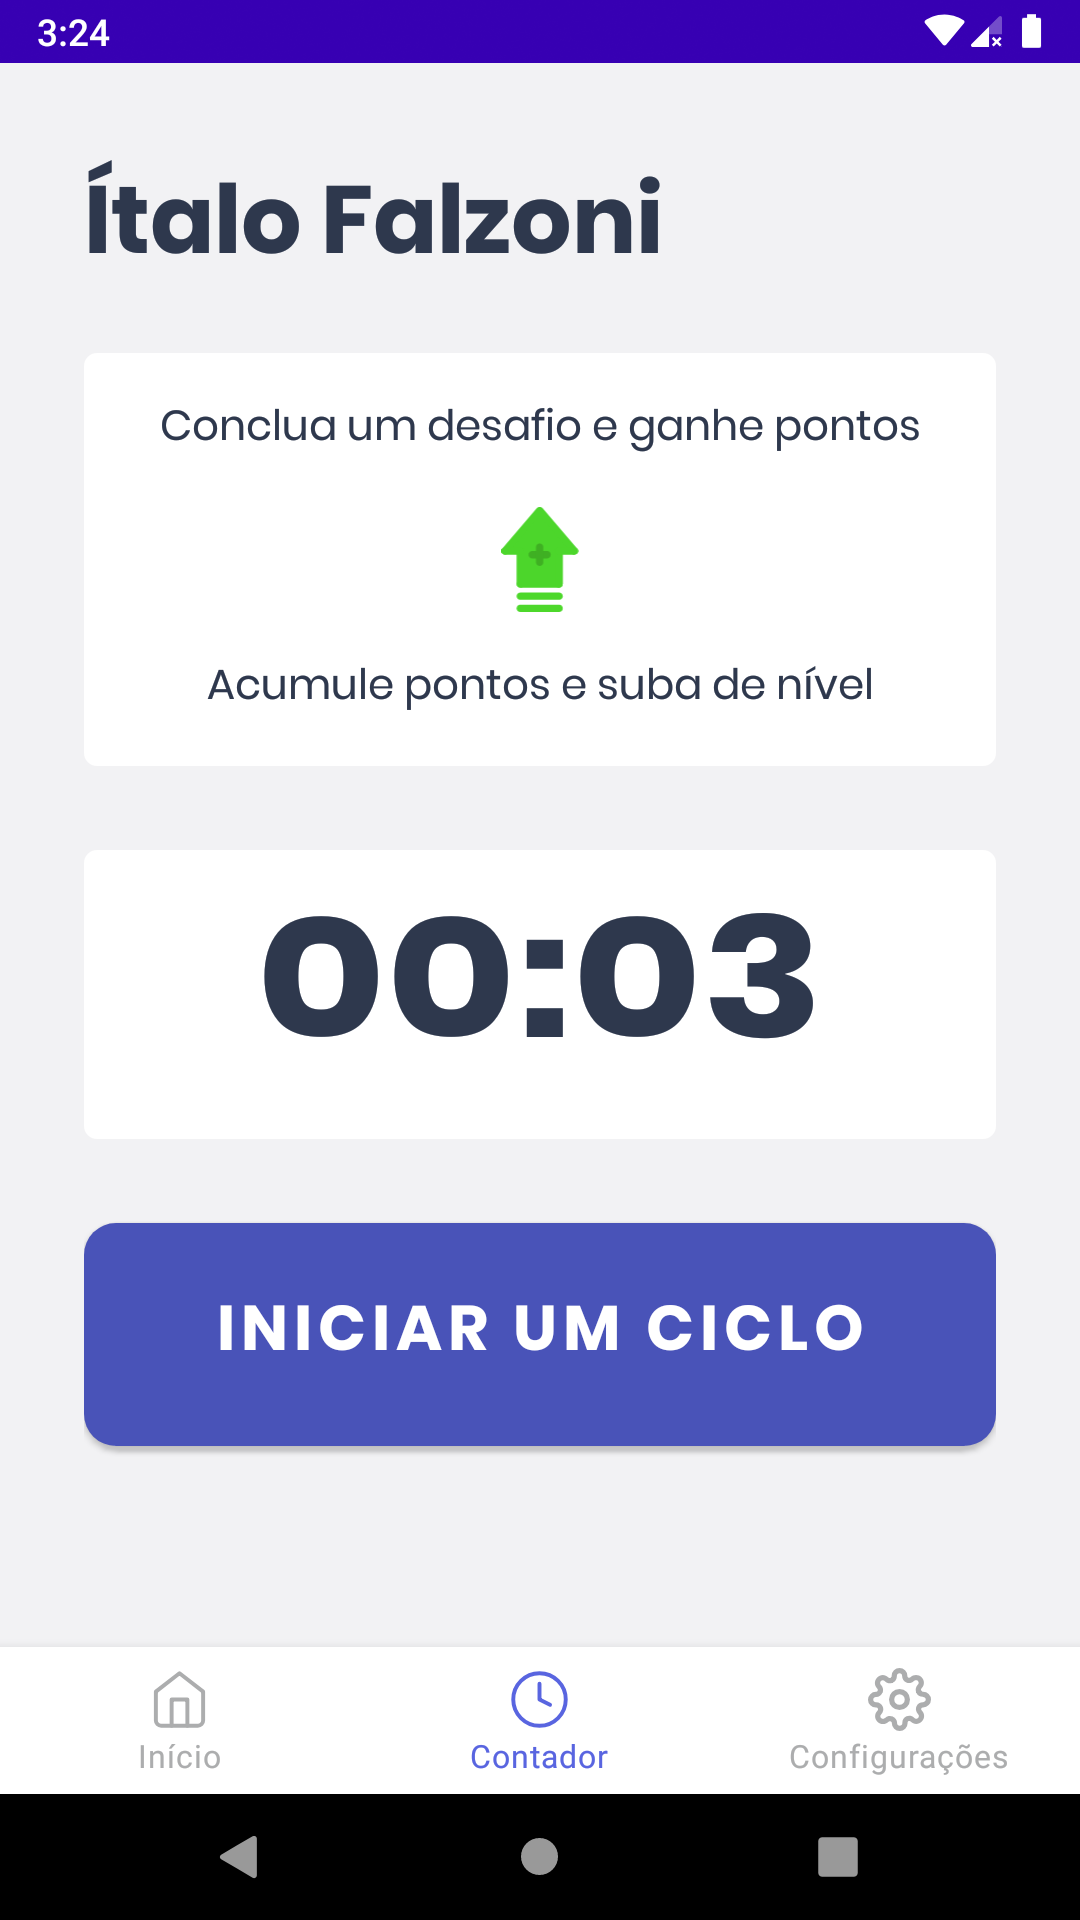 3:24
Ítalo Falzoni
Conclua um desafio e ganhe pontos
Acumule pontos e suba de nível
00:03
INICIAR UM CICLO
Início
Contador
Configurações